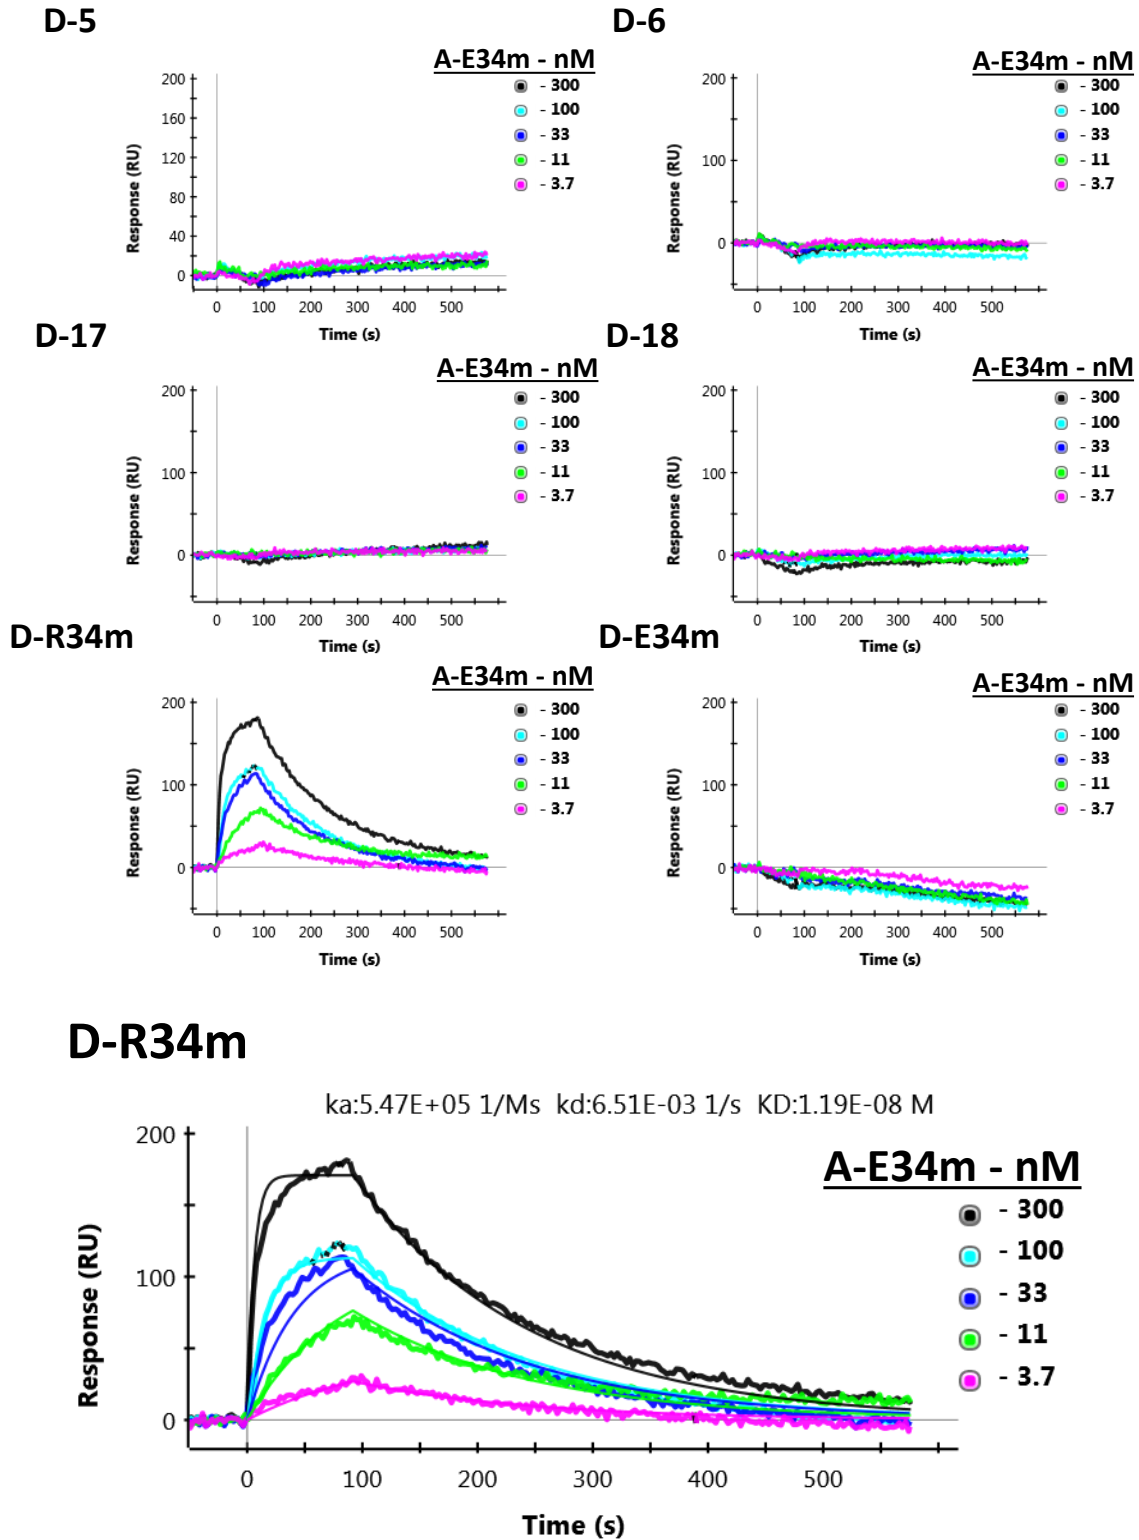 D-5
A-E34m - nM
- 300
- 100
- 33
- 11
- 3.7
200
160
120
80
40
0
Response (RU)
0 100 200 300 400 500
Time (s)
D-6
A-E34m - nM
- 300
- 100
- 33
- 11
- 3.7
200
100
0
Response (RU)
0 100 200 300 400 500
Time (s)
D-17
A-E34m - nM
- 300
- 100
- 33
- 11
- 3.7
200
100
0
Response (RU)
0 100 200 300 400 500
Time (s)
D-18
A-E34m - nM
- 300
- 100
- 33
- 11
- 3.7
200
100
0
Response (RU)
0 100 200 300 400 500
Time (s)
D-R34m
A-E34m - nM
- 300
- 100
- 33
- 11
- 3.7
200
100
0
Response (RU)
0 100 200 300 400 500
Time (s)
D-E34m
A-E34m - nM
- 300
- 100
- 33
- 11
- 3.7
200
100
0
Response (RU)
0 100 200 300 400 500
Time (s)
D-R34m
ka:5.47E+05 1/Ms kd:6.51E-03 1/s KD:1.19E-08 M
A-E34m - nM
- 300
- 100
- 33
- 11
- 3.7
200
100
0
Response (RU)
0 100 200 300 400 500
Time (s)